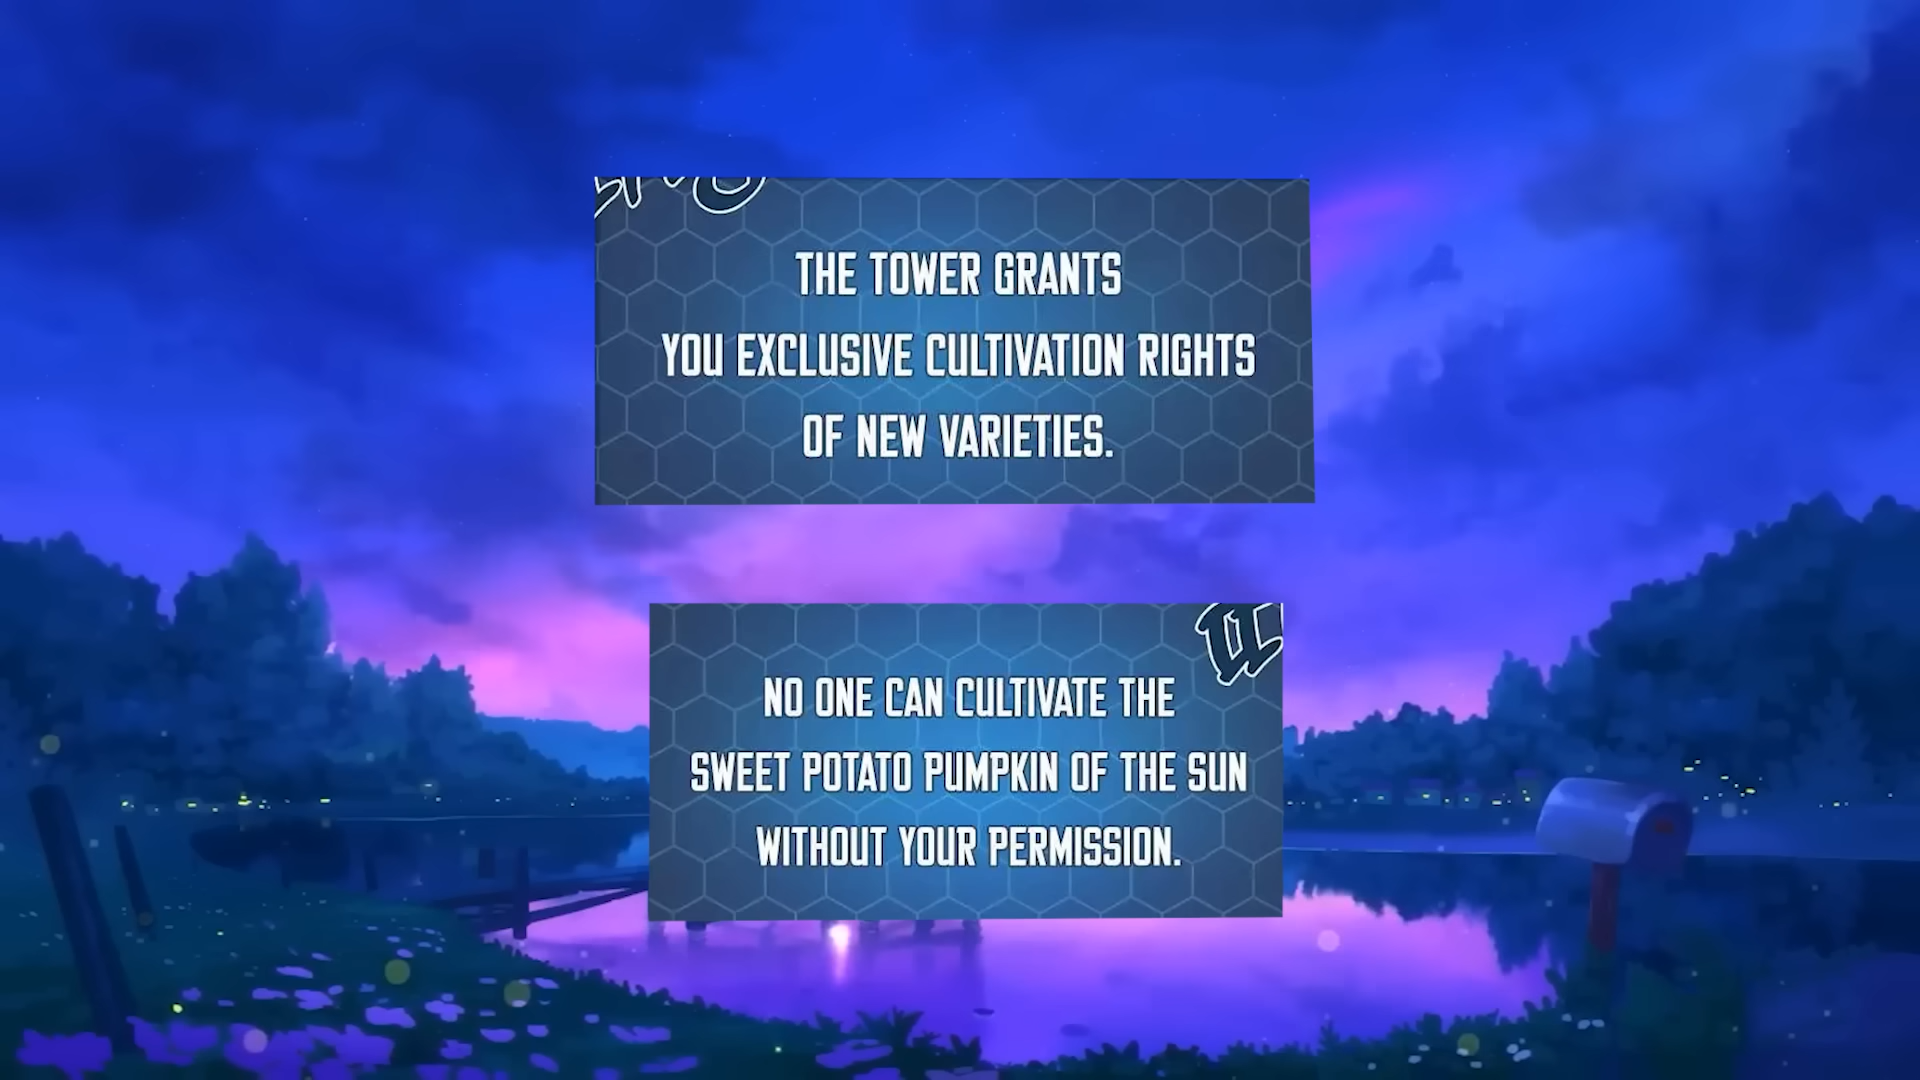 THE TOWER GRANTS
YOU EXCLUSIVE CULTIVATION RIGHTS
OF NEW VARIETIES.
NO ONE CAN CULTIVATE THE
SWEET POTATO PUMPKIN OF THE SUN
WITHOUT YOUR PERMISSION.